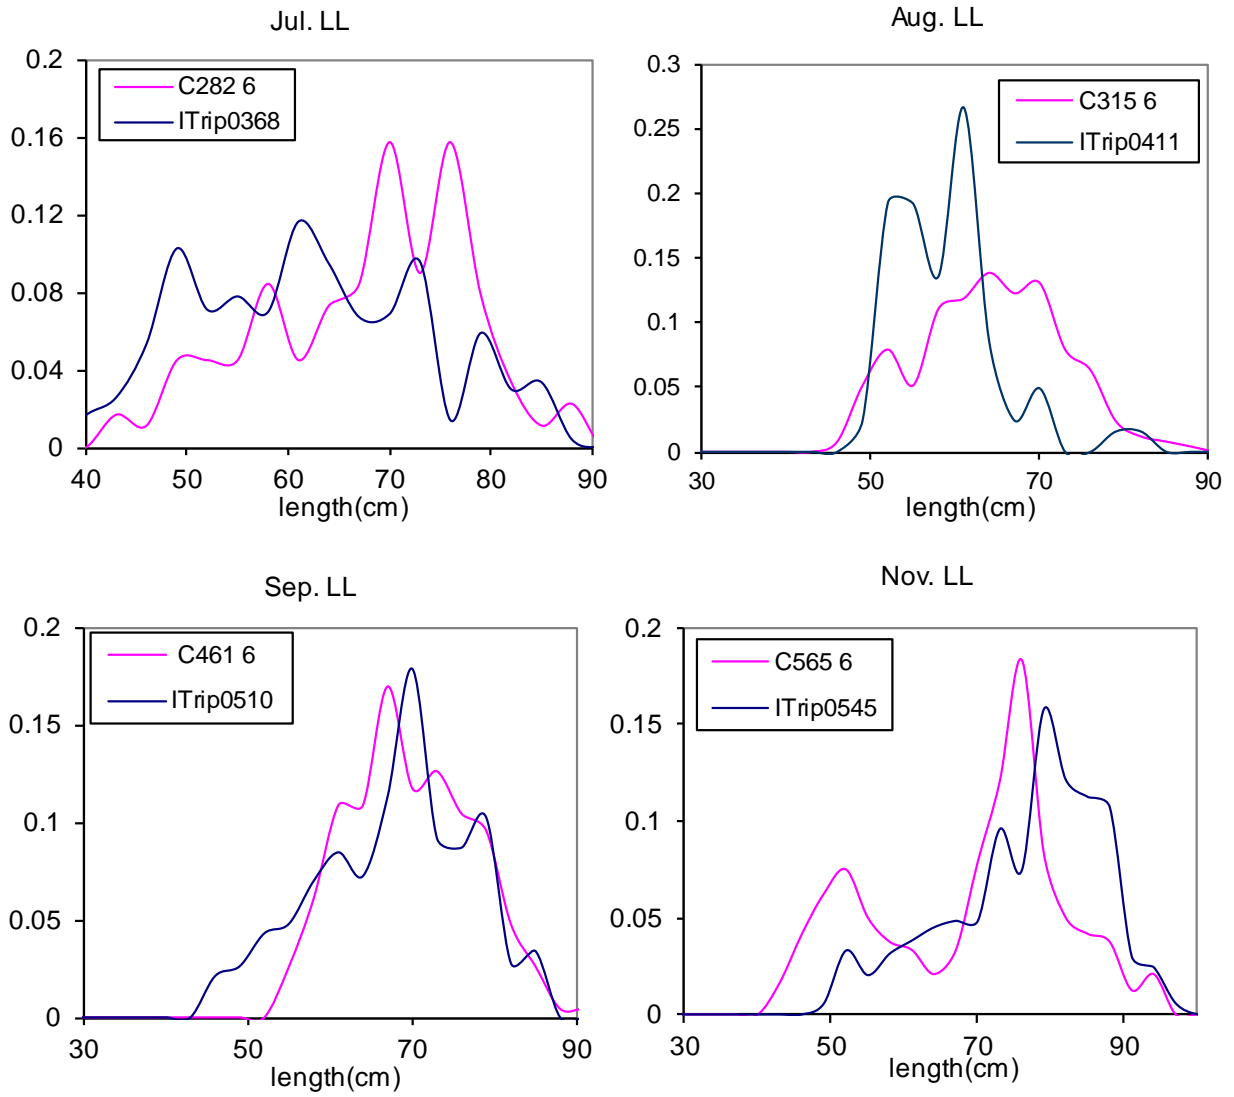 Jul. LL
0.2
0.16
0.12
0.08
0.04
0
C282 6
ITrip0368
40 50 60 70 80 90
length(cm)
Aug. LL
0.3
0.25
0.2
0.15
0.1
0.05
0
C315 6
ITrip0411
30 50 70 90
length(cm)
Sep. LL
0.2
0.15
0.1
0.05
0
C461 6
ITrip0510
30 50 70 90
length(cm)
Nov. LL
0.2
0.15
0.1
0.05
0
C565 6
ITrip0545
30 50 70 90
length(cm)